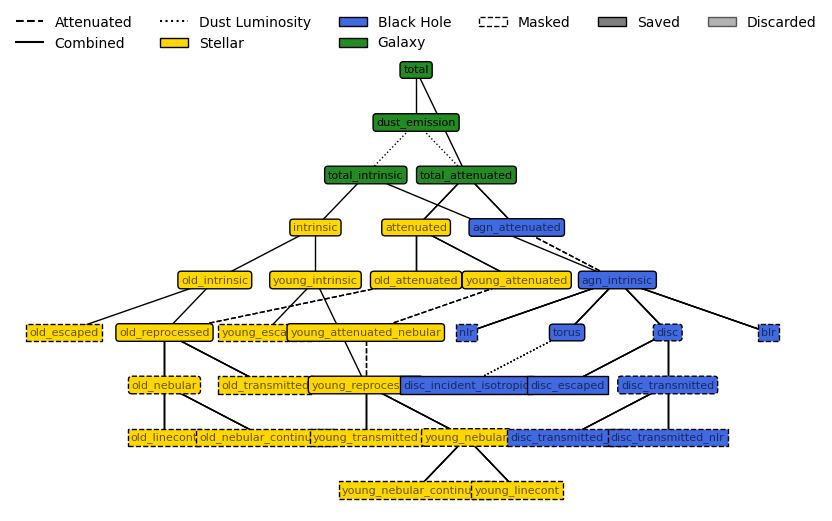 Attenuated Dust Luminosity Black Hole Masked Saved Discarded
Combined Stellar Galaxy
total
dust_emission
total_intrinsic total_attenuated
intrinsic attenuated agn_attenuated
old_intrinsic young_intrinsic old_attenuated young_attenuated agn_intrinsic
old_escaped old_reprocessed young_esca young_attenuated_nebular nlr torus disc blr
old_nebular old_transmitted young_reproces disc_incident_isotropic disc_escaped disc_transmitted
old_linecont old_nebular_continu young_transmitted young_nebular disc_transmitted_ disc_transmitted_nlr
young_nebular_continu young_linecont